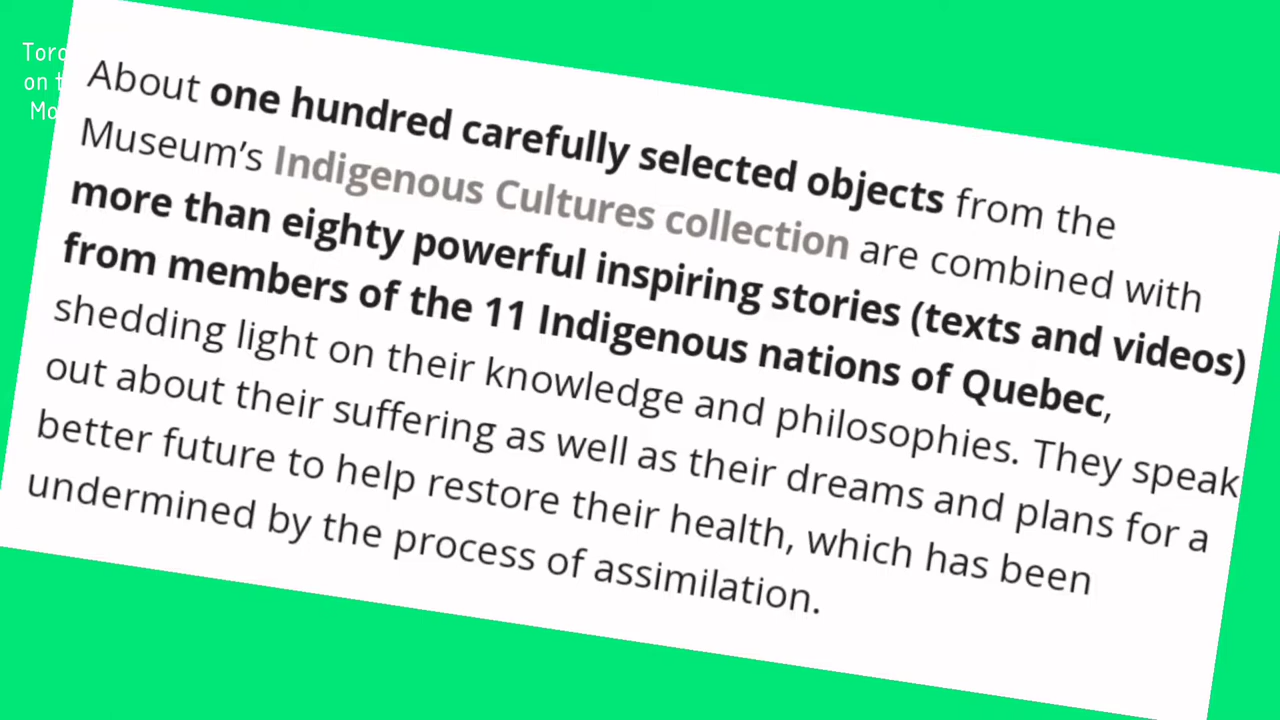 About one hundred carefully selected objects from the
Museum’s Indigenous Cultures collection are combined with
more than eighty powerful inspiring stories (texts and videos)
from members of the 11 Indigenous nations of Quebec,
shedding light on their knowledge and philosophies. They speak
out about their suffering as well as their dreams and plans for a
better future to help restore their health, which has been
undermined by the process of assimilation.
on